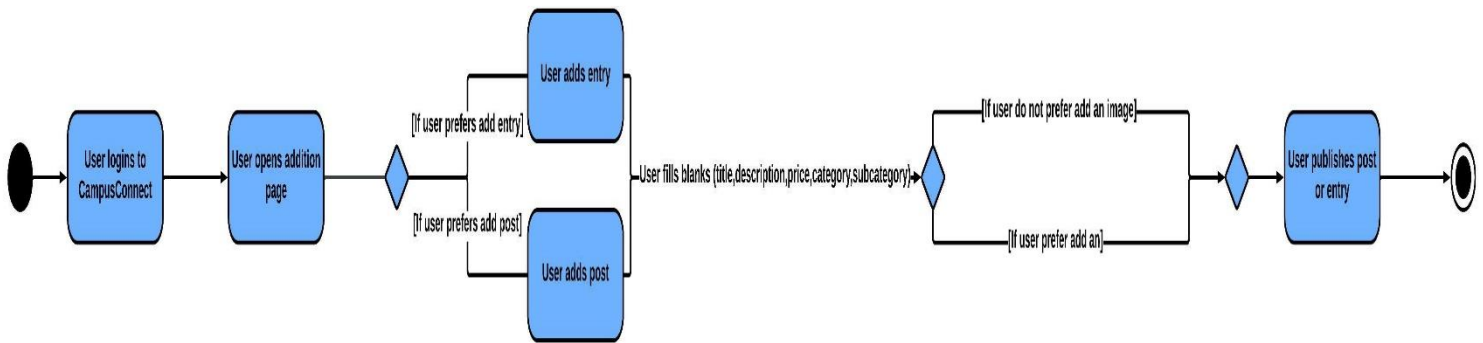 User logins to
CampusConnect
User opens addition
page
[If user prefers add entry]
[If user prefers add post]
User adds entry
User adds post
User fills blanks (title,description,price,category,subcategory)
[If user do not prefer add an image]
[If user prefer add an]
User publishes post
or entry